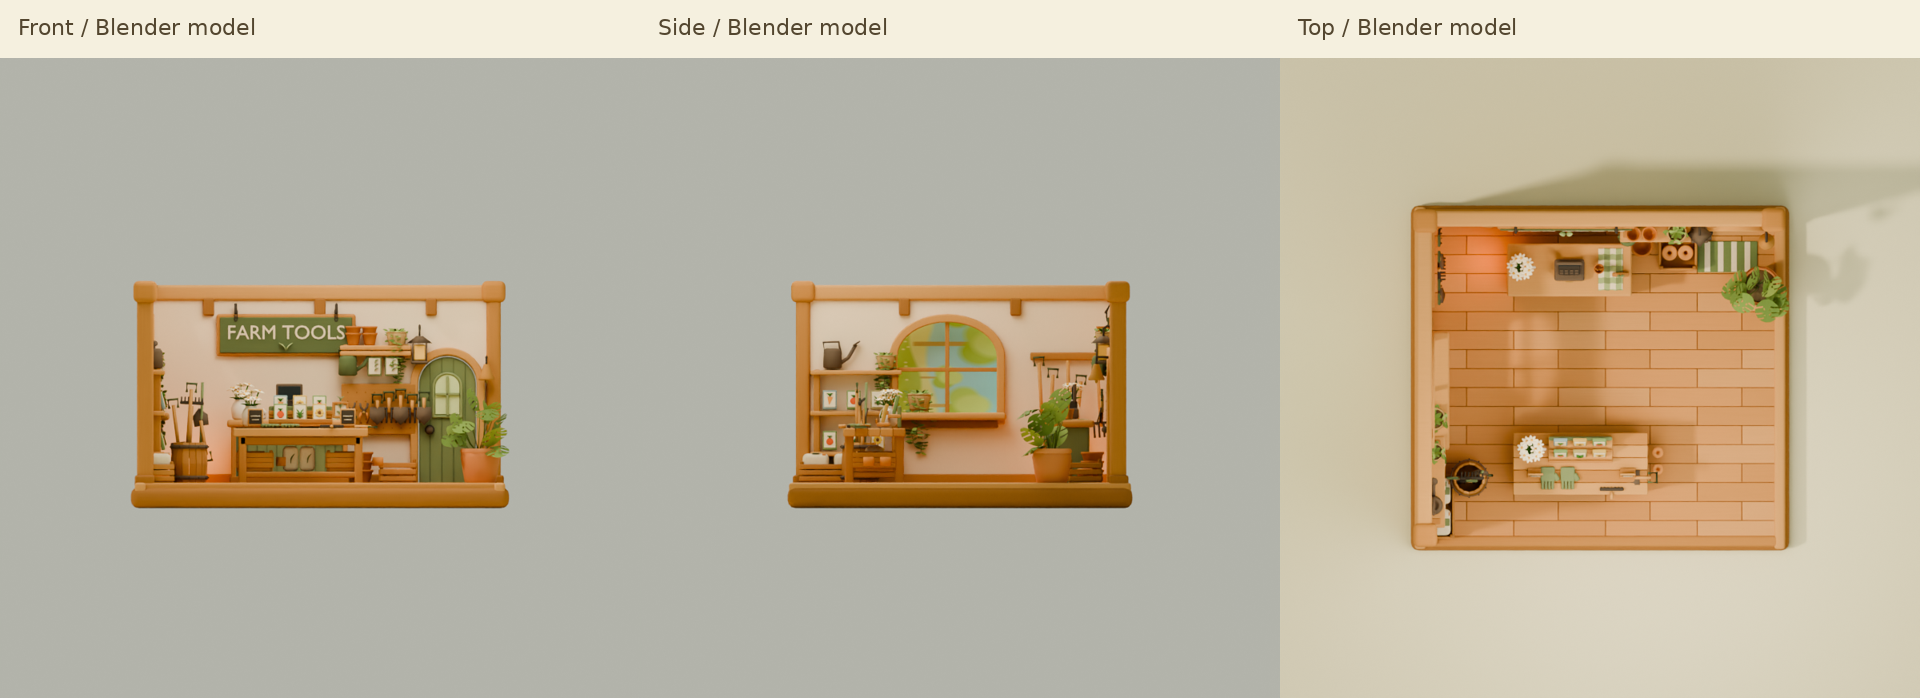 Front / Blender model
Side / Blender model
Top / Blender model
FARM TOOLS